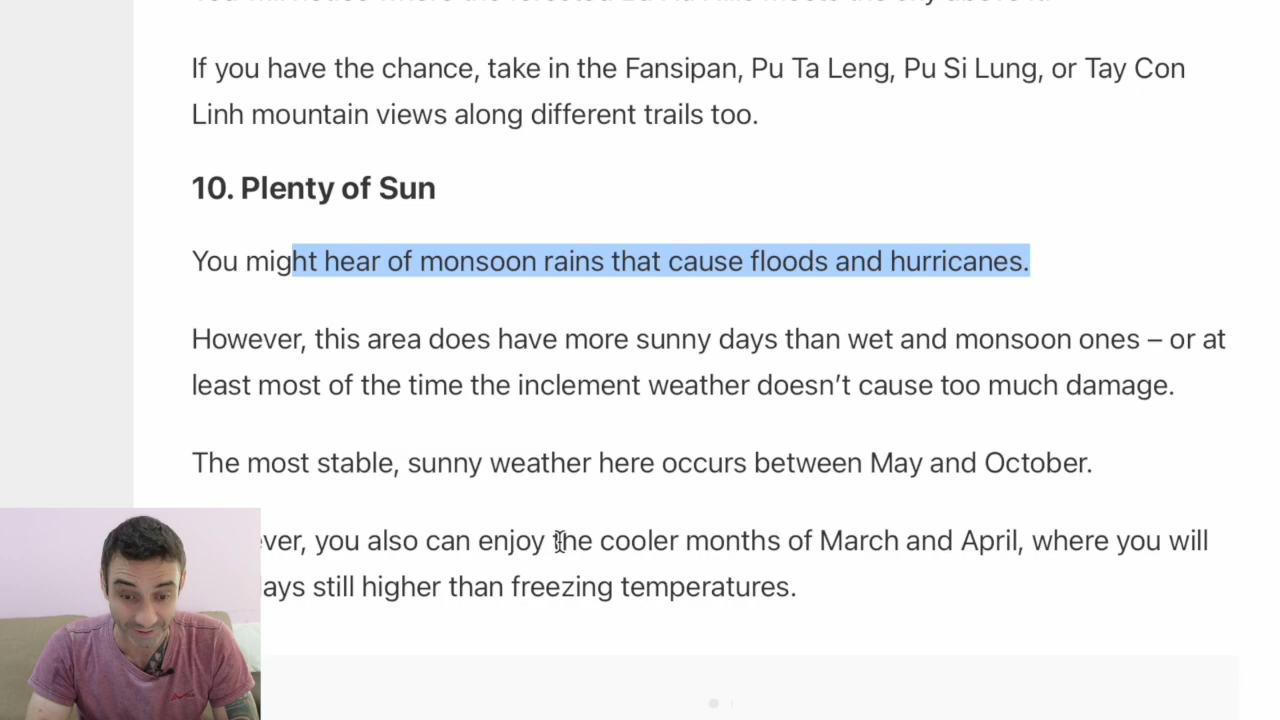 If you have the chance, take in the Fansipan, Pu Ta Leng, Pu Si Lung, or Tay Con
Linh mountain views along different trails too.
10. Plenty of Sun
You might hear of monsoon rains that cause floods and hurricanes.
However, this area does have more sunny days than wet and monsoon ones – or at
least most of the time the inclement weather doesn't cause too much damage.
The most stable, sunny weather here occurs between May and October.
ever, you also can enjoy the cooler months of March and April, where you will
ays still higher than freezing temperatures.